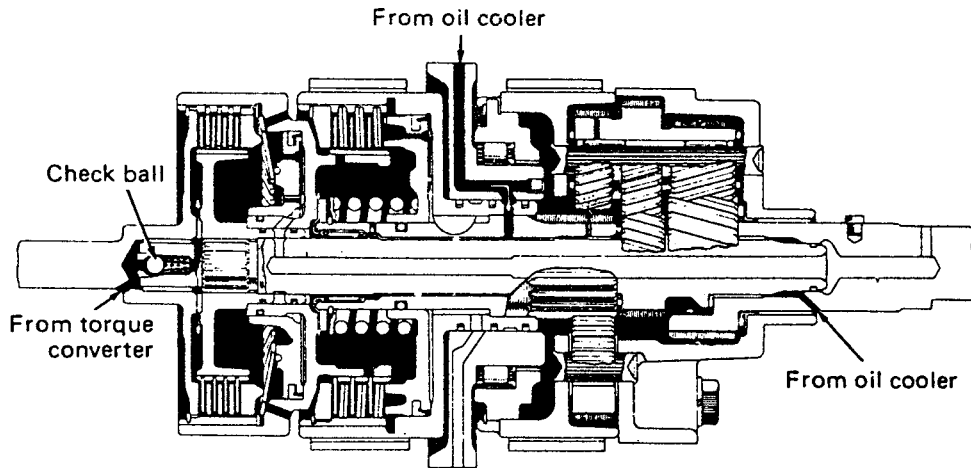 From oil cooler
Check ball
From torque
converter
From oil cooler